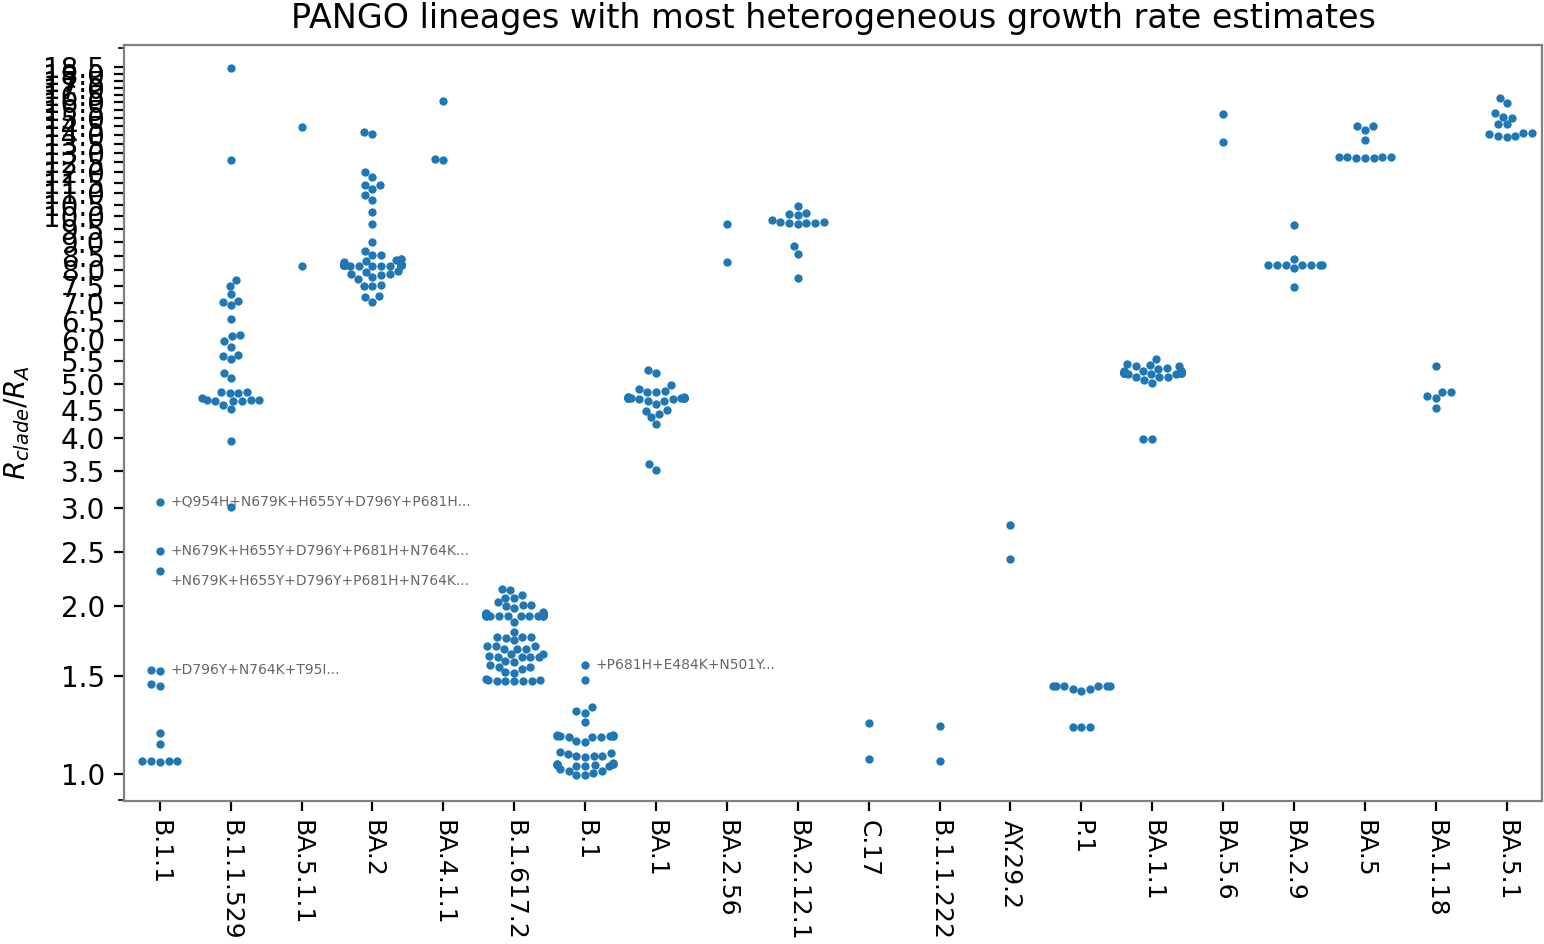 PANGO lineages with most heterogeneous growth rate estimates
18.5
10.0
9.5
9.0
8.5
8.0
7.5
7.0
6.5
6.0
5.5
5.0
4.5
4.0
3.5
3.0
2.5
2.0
1.5
1.0
R_clade/R_A
+Q954H+N679K+H655Y+D796Y+P681H...
+N679K+H655Y+D796Y+P681H+N764K...
+N679K+H655Y+D796Y+P681H+N764K...
+D796Y+N764K+T95I...
+P681H+E484K+N501Y...
B.1.1
B.1.1.529
BA.5.1.1
BA.2
BA.4.1.1
B.1.617.2
B.1
BA.1
BA.2.56
BA.2.12.1
C.17
B.1.1.222
AY.29.2
P.1
BA.1.1
BA.5.6
BA.2.9
BA.5
BA.1.18
BA.5.1